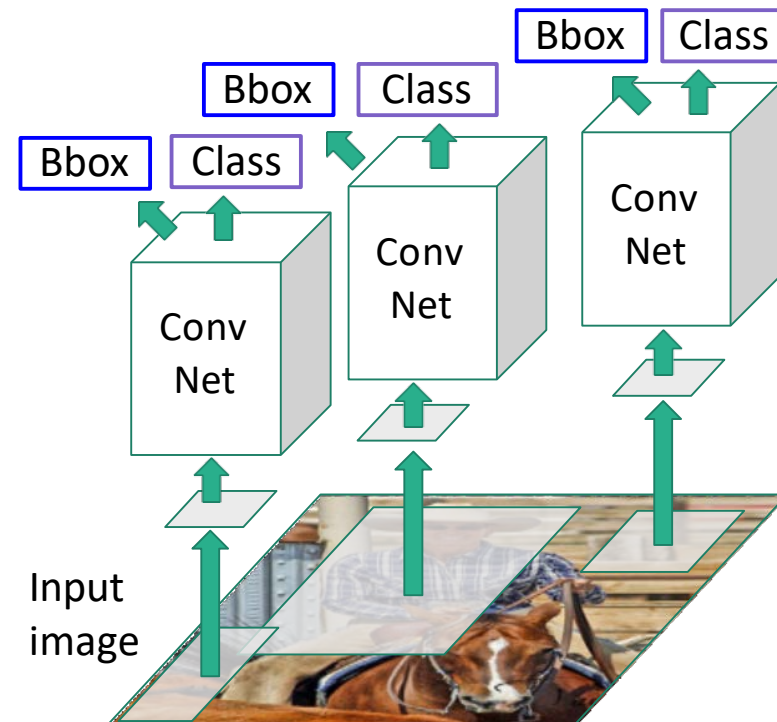 Bbox Class
Bbox Class
Bbox Class
Conv
Net
Conv
Net
Conv
Net
Input
image